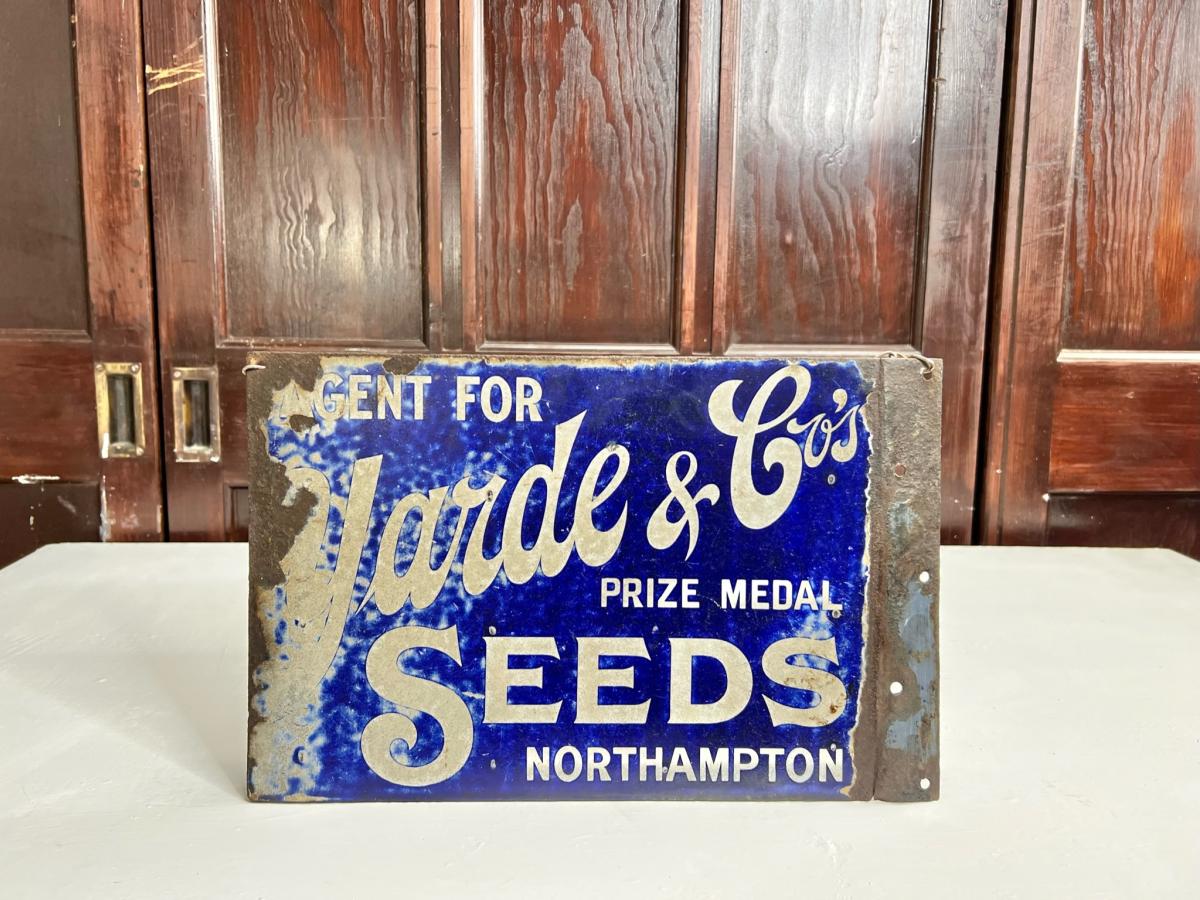 AGENT FOR
Yarde & Co's
PRIZE MEDAL
SEEDS
NORTHAMPTON